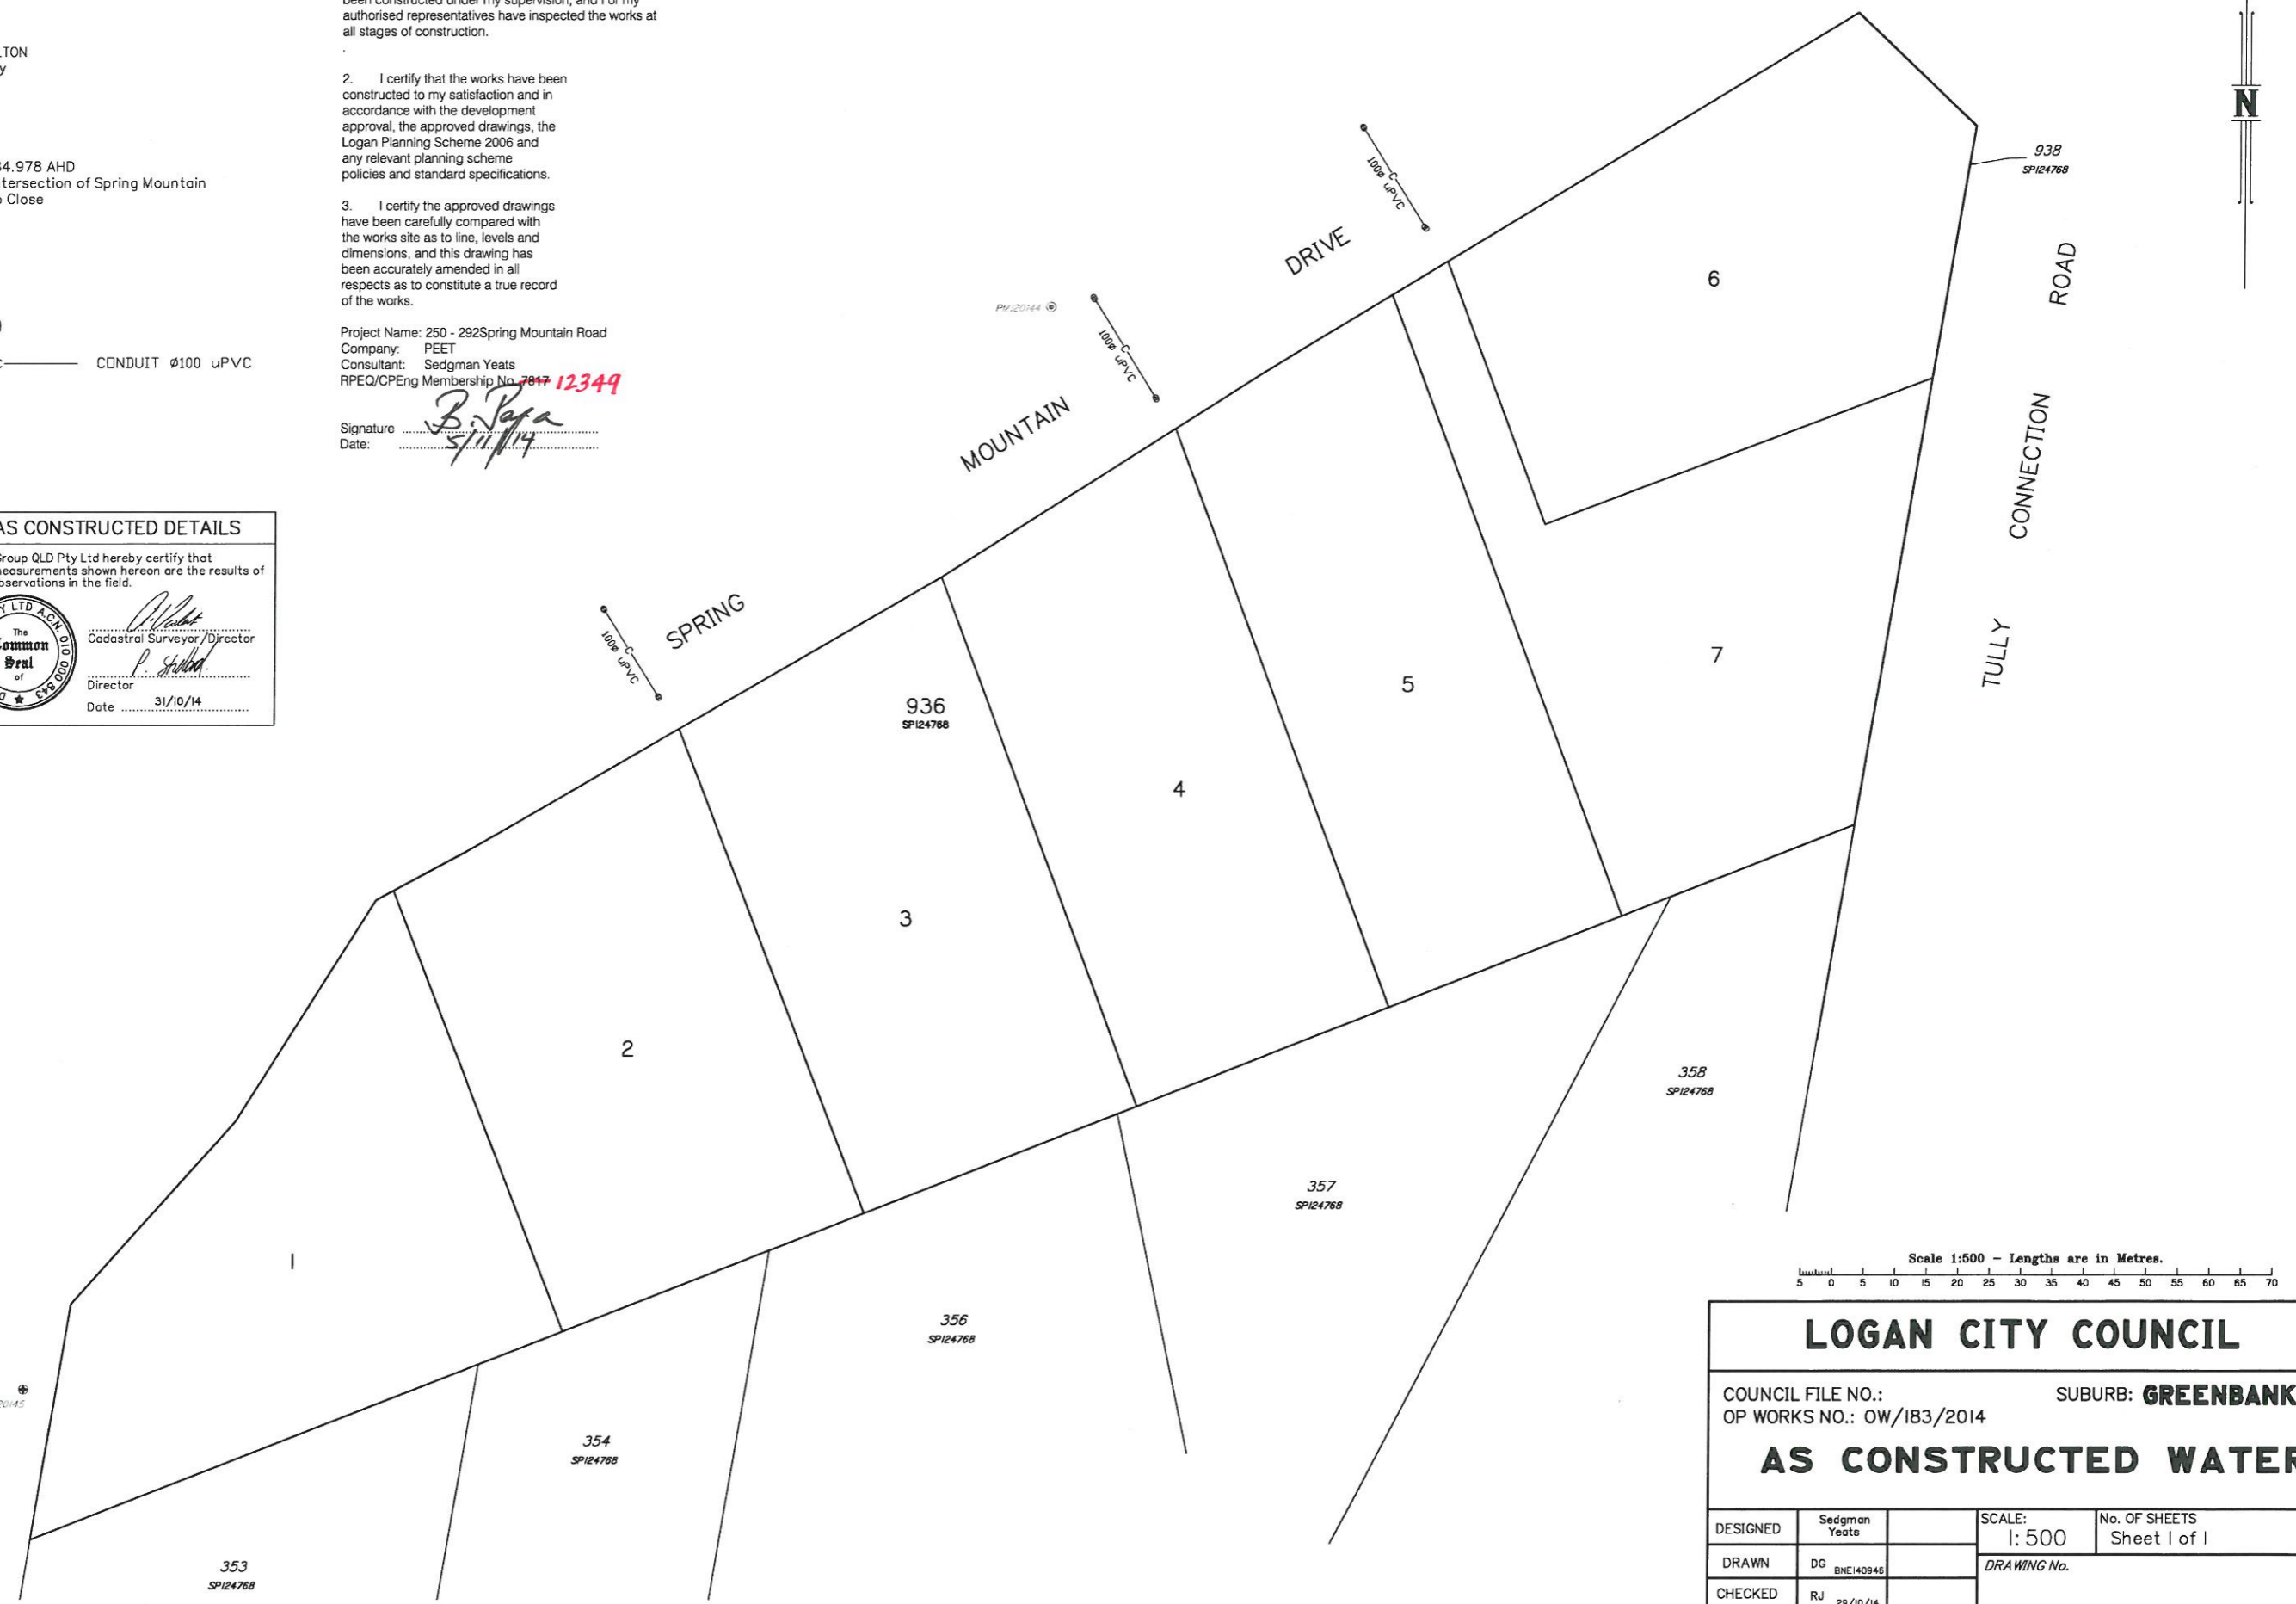 authorised representatives have inspected the works at
all stages of construction.
2. I certify that the works have been
constructed to my satisfaction and in
accordance with the development
approval, the approved drawings, the
Logan Planning Scheme 2006 and
any relevant planning scheme
policies and standard specifications.
3. I certify the approved drawings
have been carefully compared with
the works site as to line, levels and
dimensions, and this drawing has
been accurately amended in all
respects as to constitute a true record
of the works.
Project Name: 250 - 292Spring Mountain Road
Company: PEET
Consultant: Sedgman Yeats
RPEQ/CPEng Membership No. 7817 12349
Signature
Date: 5/11/14
LTON
y
4.978 AHD
tersection of Spring Mountain
Close
CONDUIT Ø100 uPVC
AS CONSTRUCTED DETAILS
Group QLD Pty Ltd hereby certify that
measurements shown hereon are the results of
observations in the field.
Y LTD A.C.N. 010 000 843
The
Common
Seal
of
Cadastral Surveyor/Director
Director
Date 31/10/14
N
938
SP124768
ROAD
CONNECTION
TULLY
DRIVE
MOUNTAIN
SPRING
C
100ø uPVC
C
100ø uPVC
C
100ø uPVC
PM120144
6
7
5
936
SP124768
4
3
2
1
358
SP124768
357
SP124768
356
SP124768
354
SP124768
353
SP124768
20145
Scale 1:500 - Lengths are in Metres.
5 0 5 10 15 20 25 30 35 40 45 50 55 60 65 70
LOGAN CITY COUNCIL
COUNCIL FILE NO.: SUBURB: GREENBANK
OP WORKS NO.: OW/183/2014
AS CONSTRUCTED WATER
DESIGNED Sedgman Yeats
SCALE: 1:500
No. OF SHEETS
Sheet 1 of 1
DRAWN DG BNE140946
DRAWING No.
CHECKED RJ 29/10/14